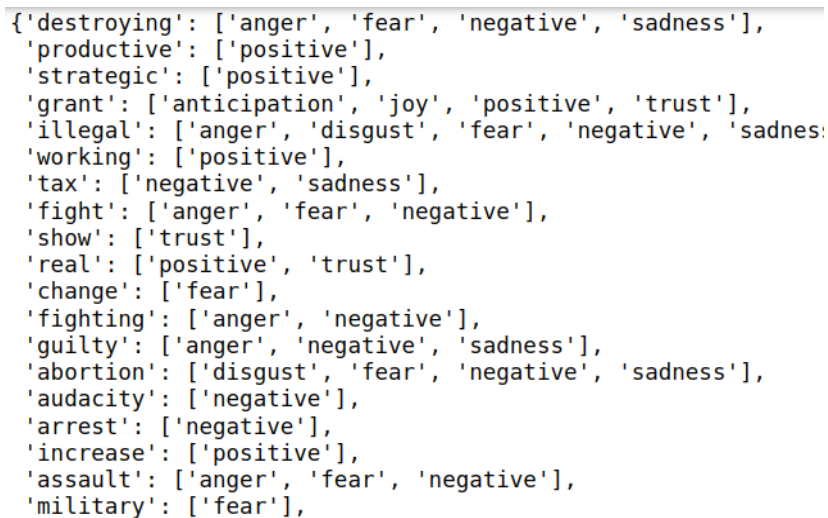 {'destroying': ['anger', 'fear', 'negative', 'sadness'],
'productive': ['positive'],
'strategic': ['positive'],
'grant': ['anticipation', 'joy', 'positive', 'trust'],
'illegal': ['anger', 'disgust', 'fear', 'negative', 'sadness
'working': ['positive'],
'tax': ['negative', 'sadness'],
'fight': ['anger', 'fear', 'negative'],
'show': ['trust'],
'real': ['positive', 'trust'],
'change': ['fear'],
'fighting': ['anger', 'negative'],
'guilty': ['anger', 'negative', 'sadness'],
'abortion': ['disgust', 'fear', 'negative', 'sadness'],
'audacity': ['negative'],
'arrest': ['negative'],
'increase': ['positive'],
'assault': ['anger', 'fear', 'negative'],
'military': ['fear'],